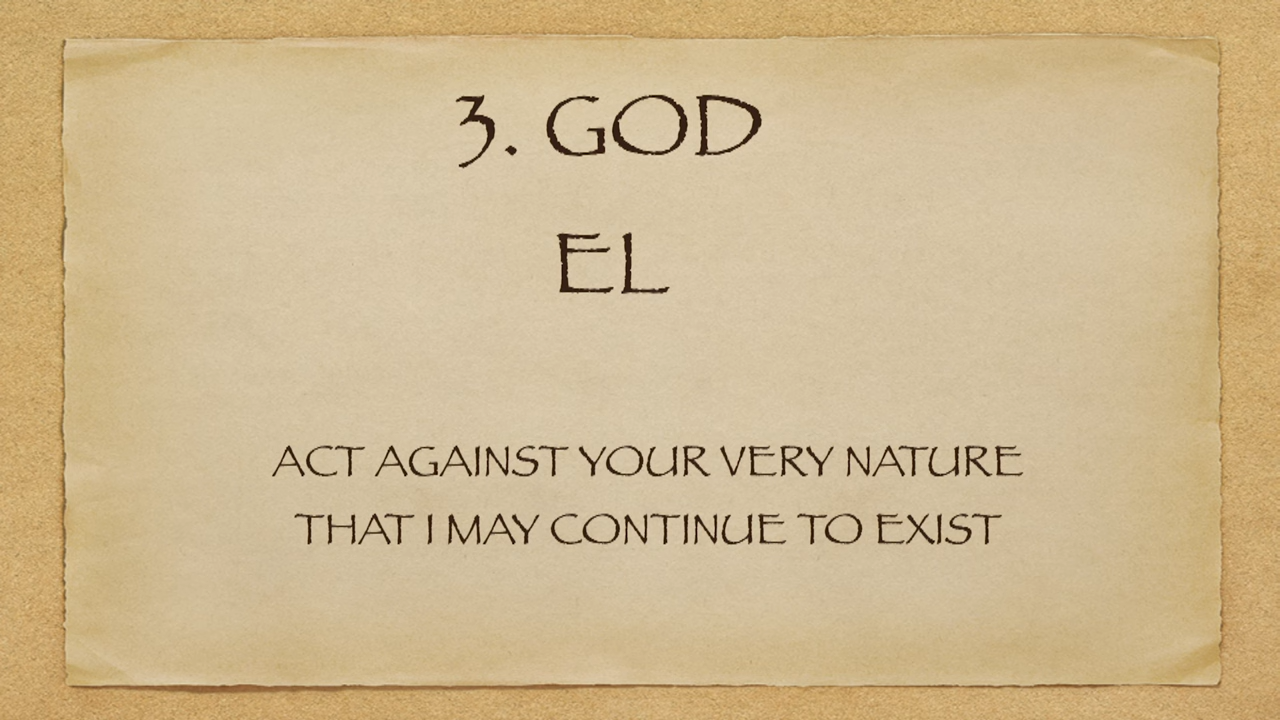 3. GOD
EL
ACT AGAINST YOUR VERY NATURE
THAT I MAY CONTINUE TO EXIST